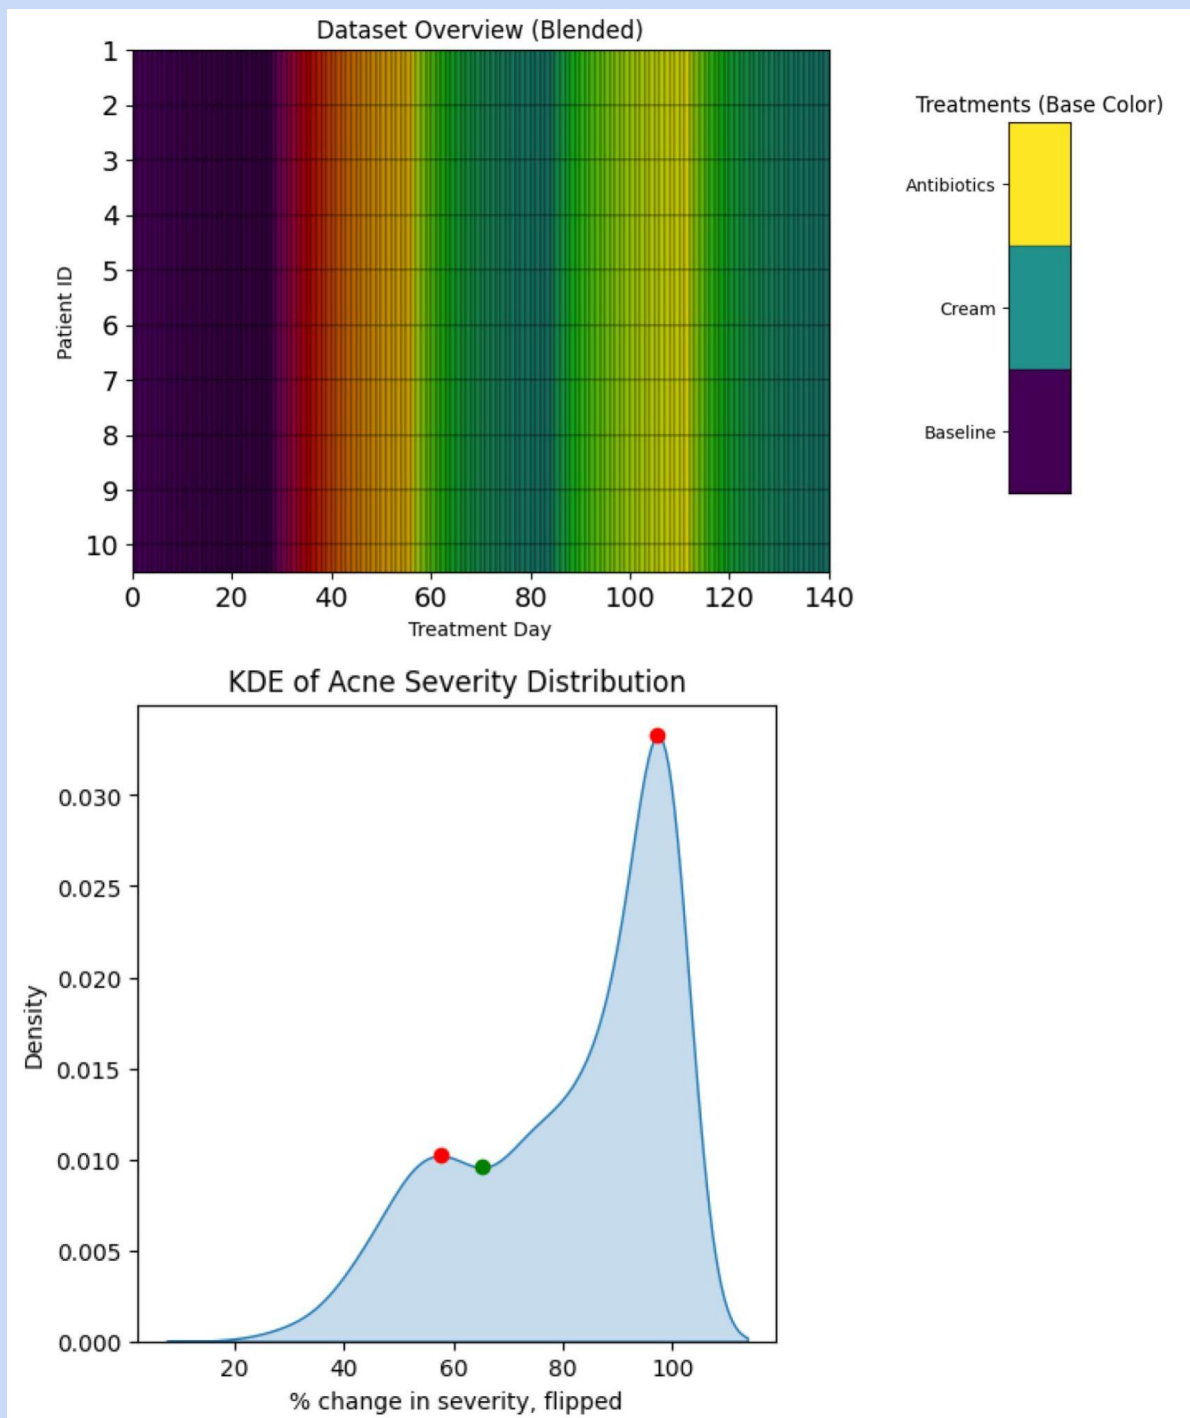 Dataset Overview (Blended)
1
2
3
4
5
6
7
8
9
10
Patient ID
0 20 40 60 80 100 120 140
Treatment Day
Treatments (Base Color)
Antibiotics
Cream
Baseline
KDE of Acne Severity Distribution
0.030
0.025
0.020
0.015
0.010
0.005
0.000
Density
20 40 60 80 100
% change in severity, flipped